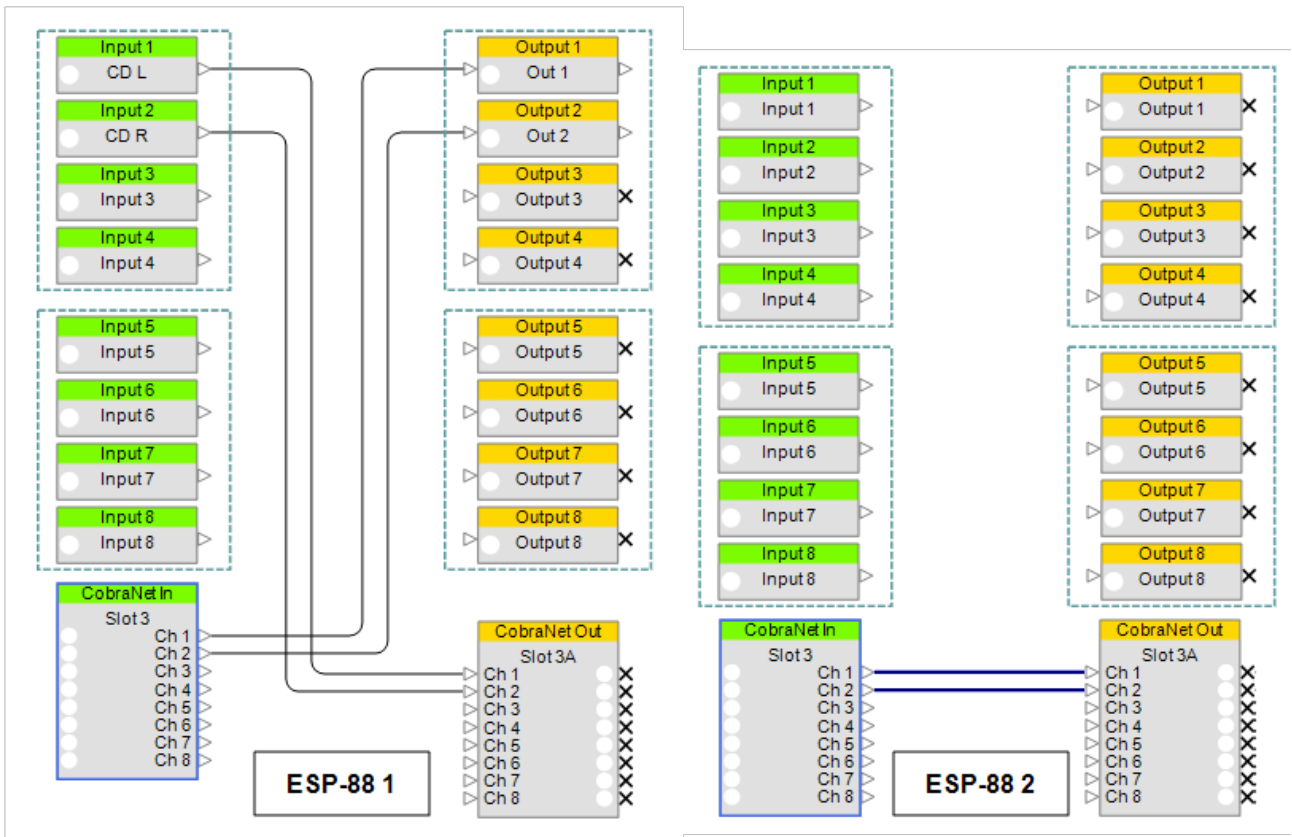 Input 1
CD L
Input 2
CD R
Input 3
Input 3
Input 4
Input 4
Input 5
Input 5
Input 6
Input 6
Input 7
Input 7
Input 8
Input 8
CobraNet In
Slot 3
Ch 1
Ch 2
Ch 3
Ch 4
Ch 5
Ch 6
Ch 7
Ch 8
Output 1
Out 1
Output 2
Out 2
Output 3
Output 3
Output 4
Output 4
Output 5
Output 5
Output 6
Output 6
Output 7
Output 7
Output 8
Output 8
CobraNet Out
Slot 3A
Ch 1
Ch 2
Ch 3
Ch 4
Ch 5
Ch 6
Ch 7
Ch 8
ESP-88 1
Input 1
Input 1
Input 2
Input 2
Input 3
Input 3
Input 4
Input 4
Input 5
Input 5
Input 6
Input 6
Input 7
Input 7
Input 8
Input 8
CobraNet In
Slot 3
Ch 1
Ch 2
Ch 3
Ch 4
Ch 5
Ch 6
Ch 7
Ch 8
Output 1
Output 1
Output 2
Output 2
Output 3
Output 3
Output 4
Output 4
Output 5
Output 5
Output 6
Output 6
Output 7
Output 7
Output 8
Output 8
CobraNet Out
Slot 3A
Ch 1
Ch 2
Ch 3
Ch 4
Ch 5
Ch 6
Ch 7
Ch 8
ESP-88 2